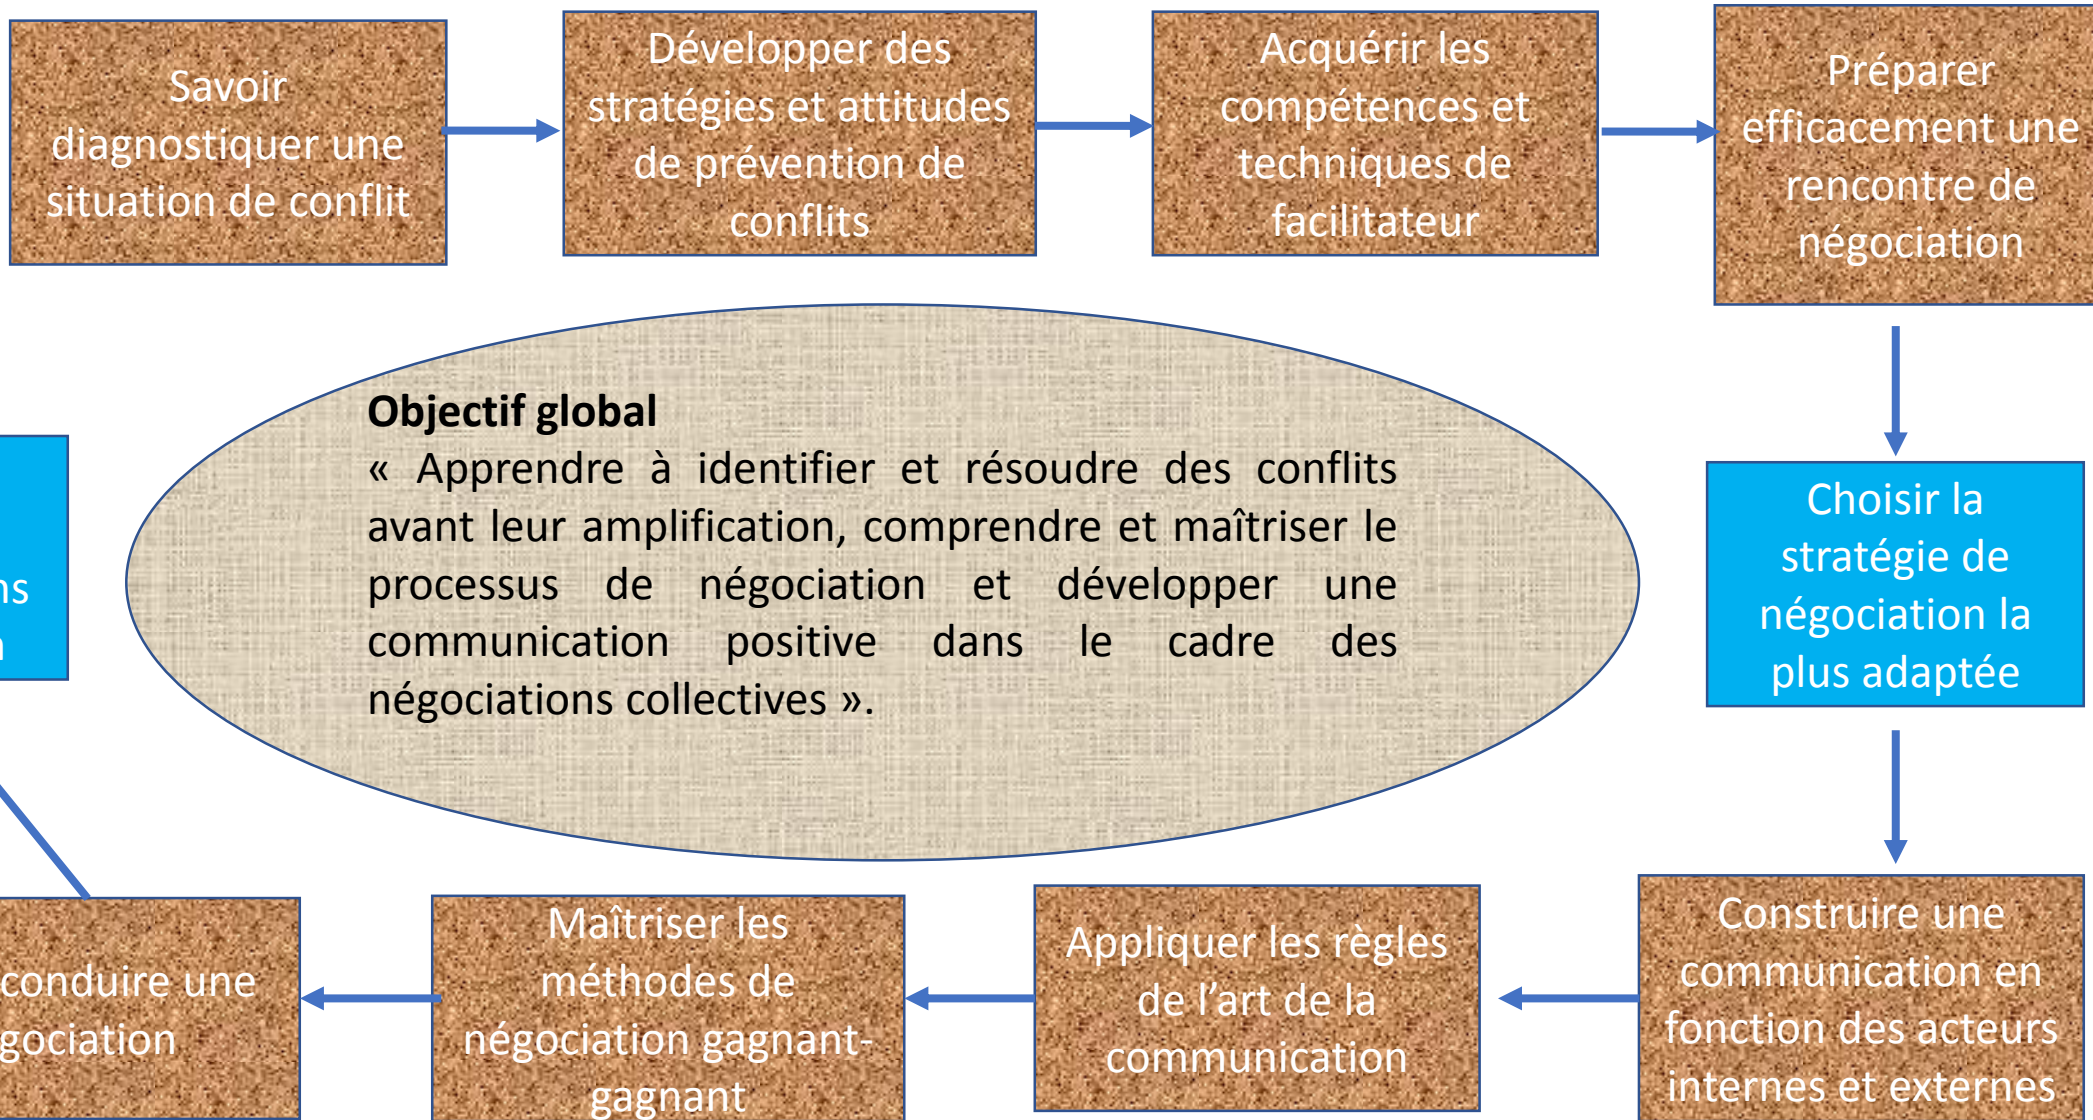 Savoir
diagnostiquer une
situation de conflit
Développer des
stratégies et attitudes
de prévention de
conflits
Acquérir les
compétences et
techniques de
facilitateur
Préparer
efficacement une
rencontre de
négociation
Objectif global
« Apprendre à identifier et résoudre des conflits
avant leur amplification, comprendre et maîtriser le
processus de négociation et développer une
communication positive dans le cadre des
négociations collectives ».
Choisir la
stratégie de
négociation la
plus adaptée
Construire une
communication en
fonction des acteurs
internes et externes
Appliquer les règles
de l’art de la
communication
Maîtriser les
méthodes de
négociation gagnant-
gagnant
conduire une